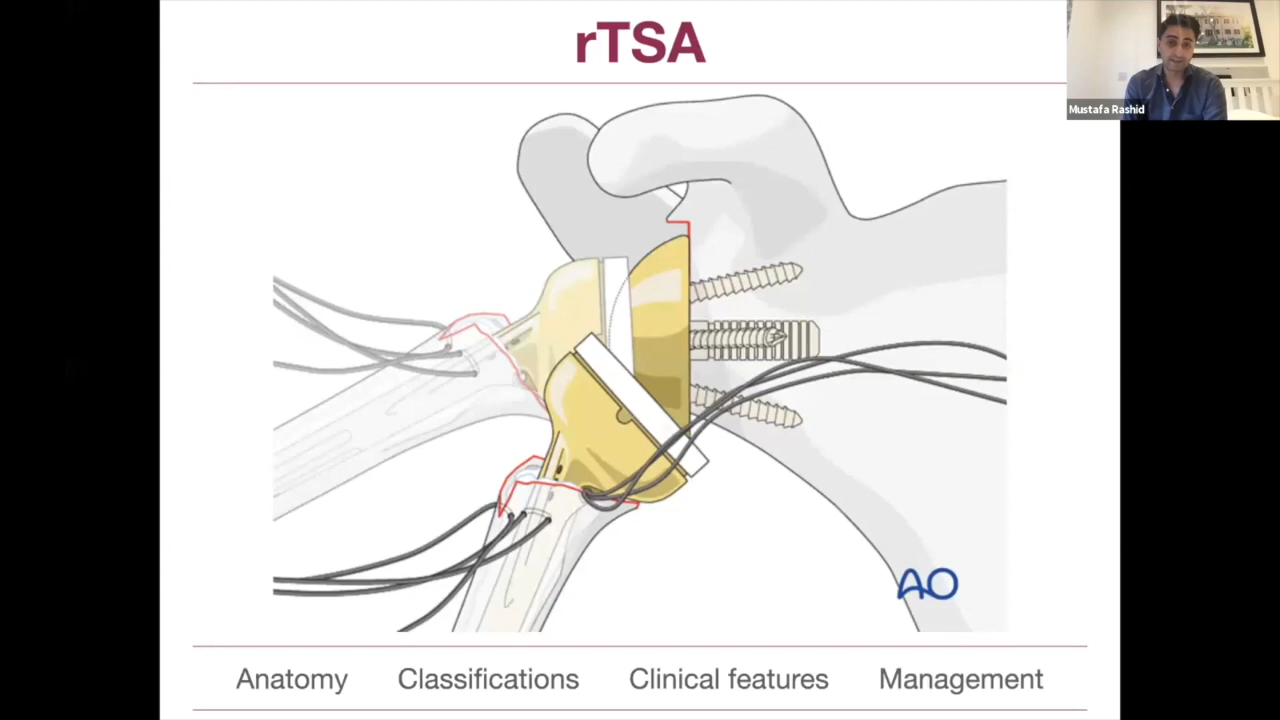 rTSA
Mustafa Rashid
AO
Anatomy Classifications Clinical features Management